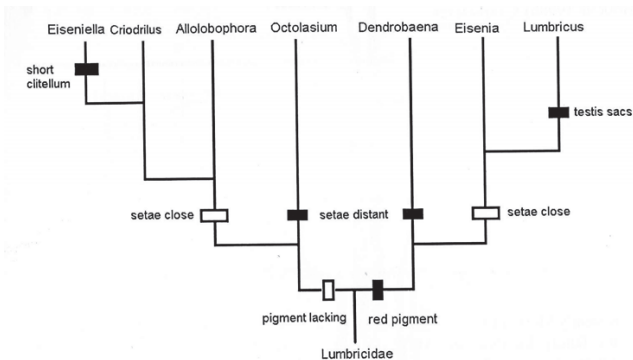 Eiseniella Criodrilus Allolobophora Octolasium Dendrobaena Eisenia Lumbricus
short
clitellum
testis sacs
setae close
setae distant
setae close
pigment lacking
red pigment
Lumbricidae